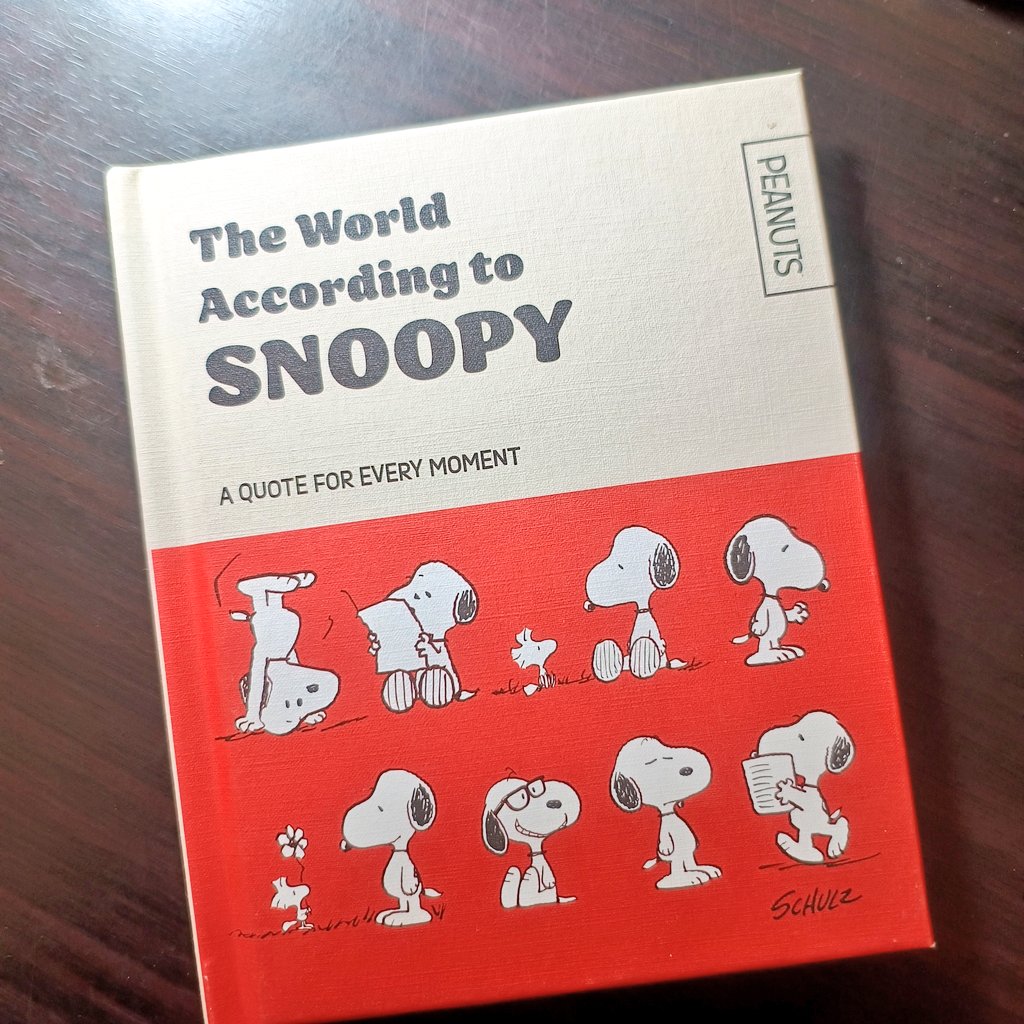 The World
According to
SNOOPY
A QUOTE FOR EVERY MOMENT
PEANUTS
SCHULZ